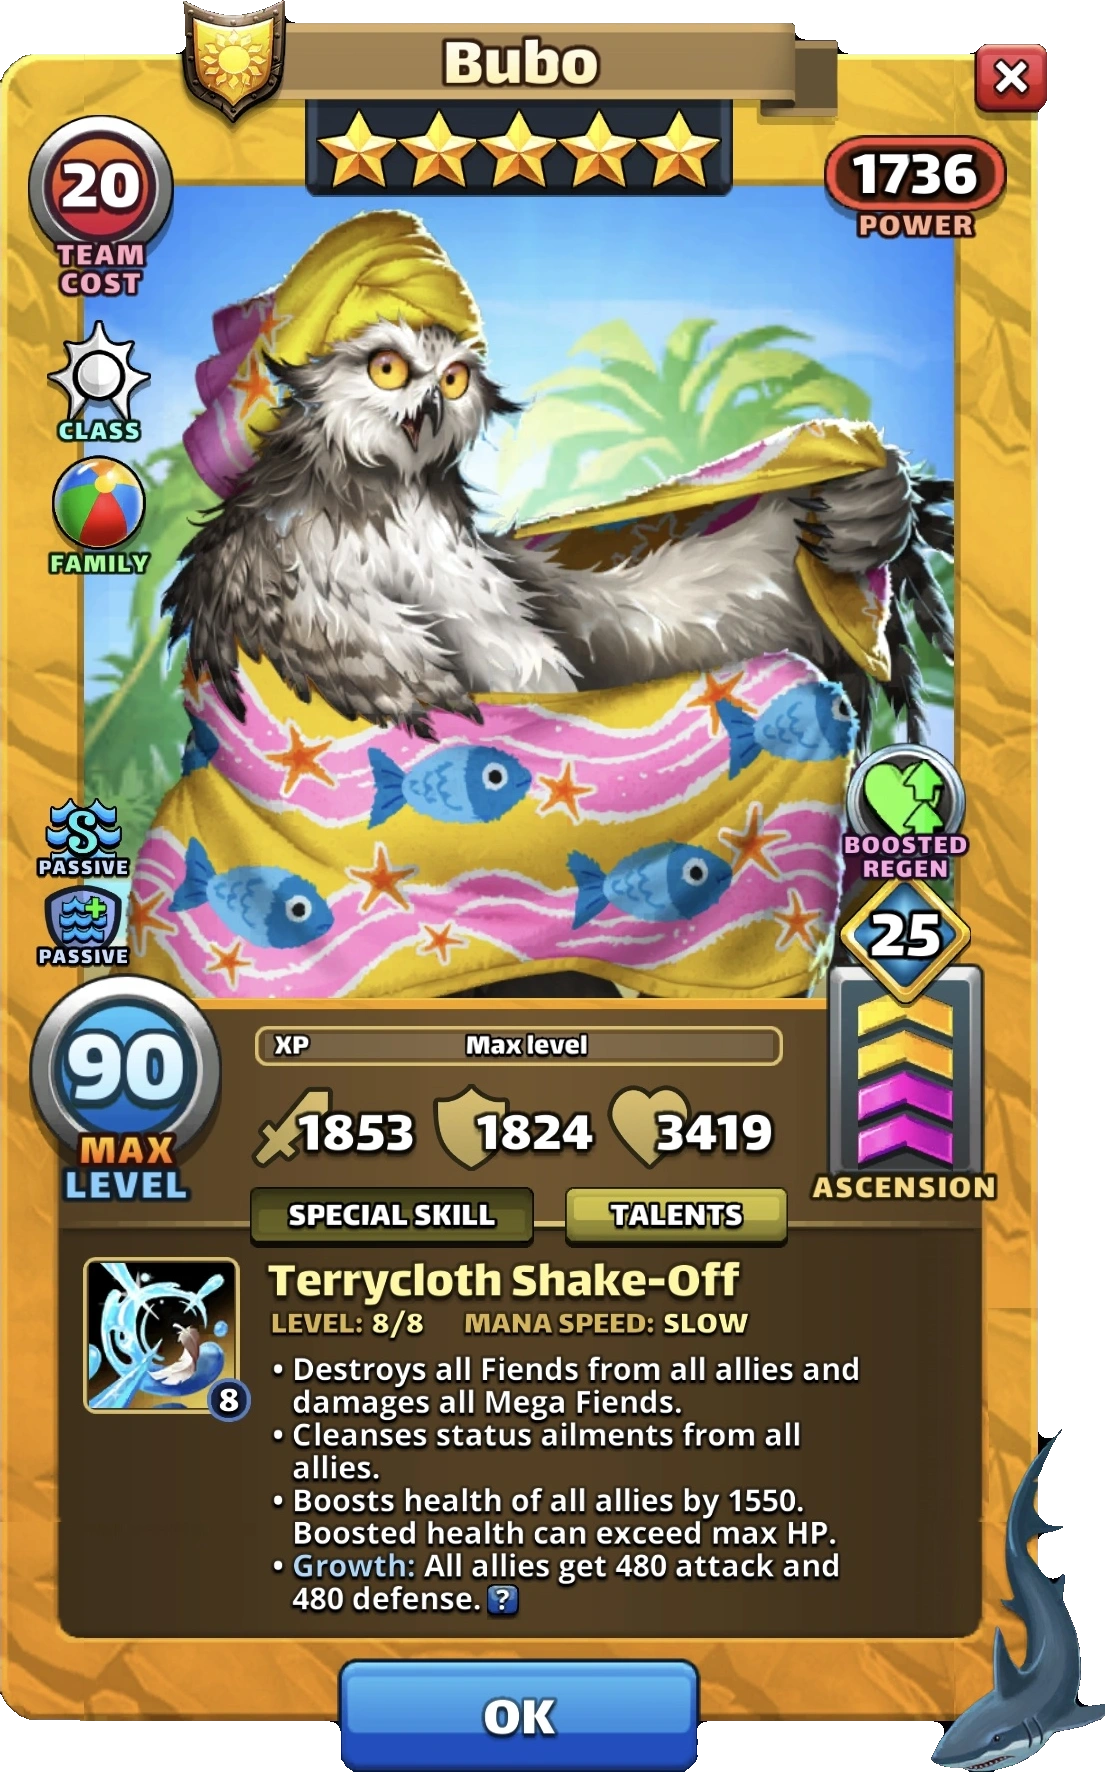 Bubo
20
TEAM
COST
1736
POWER
CLASS
FAMILY
S
PASSIVE
PASSIVE
BOOSTED
REGEN
25
90
MAX
LEVEL
XP Max level
1853 1824 3419
ASCENSION
SPECIAL SKILL TALENTS
Terrycloth Shake-Off
LEVEL: 8/8 MANA SPEED: SLOW
8
• Destroys all Fiends from all allies and
damages all Mega Fiends.
• Cleanses status ailments from all
allies.
• Boosts health of all allies by 1550.
Boosted health can exceed max HP.
• Growth: All allies get 480 attack and
480 defense. ?
OK